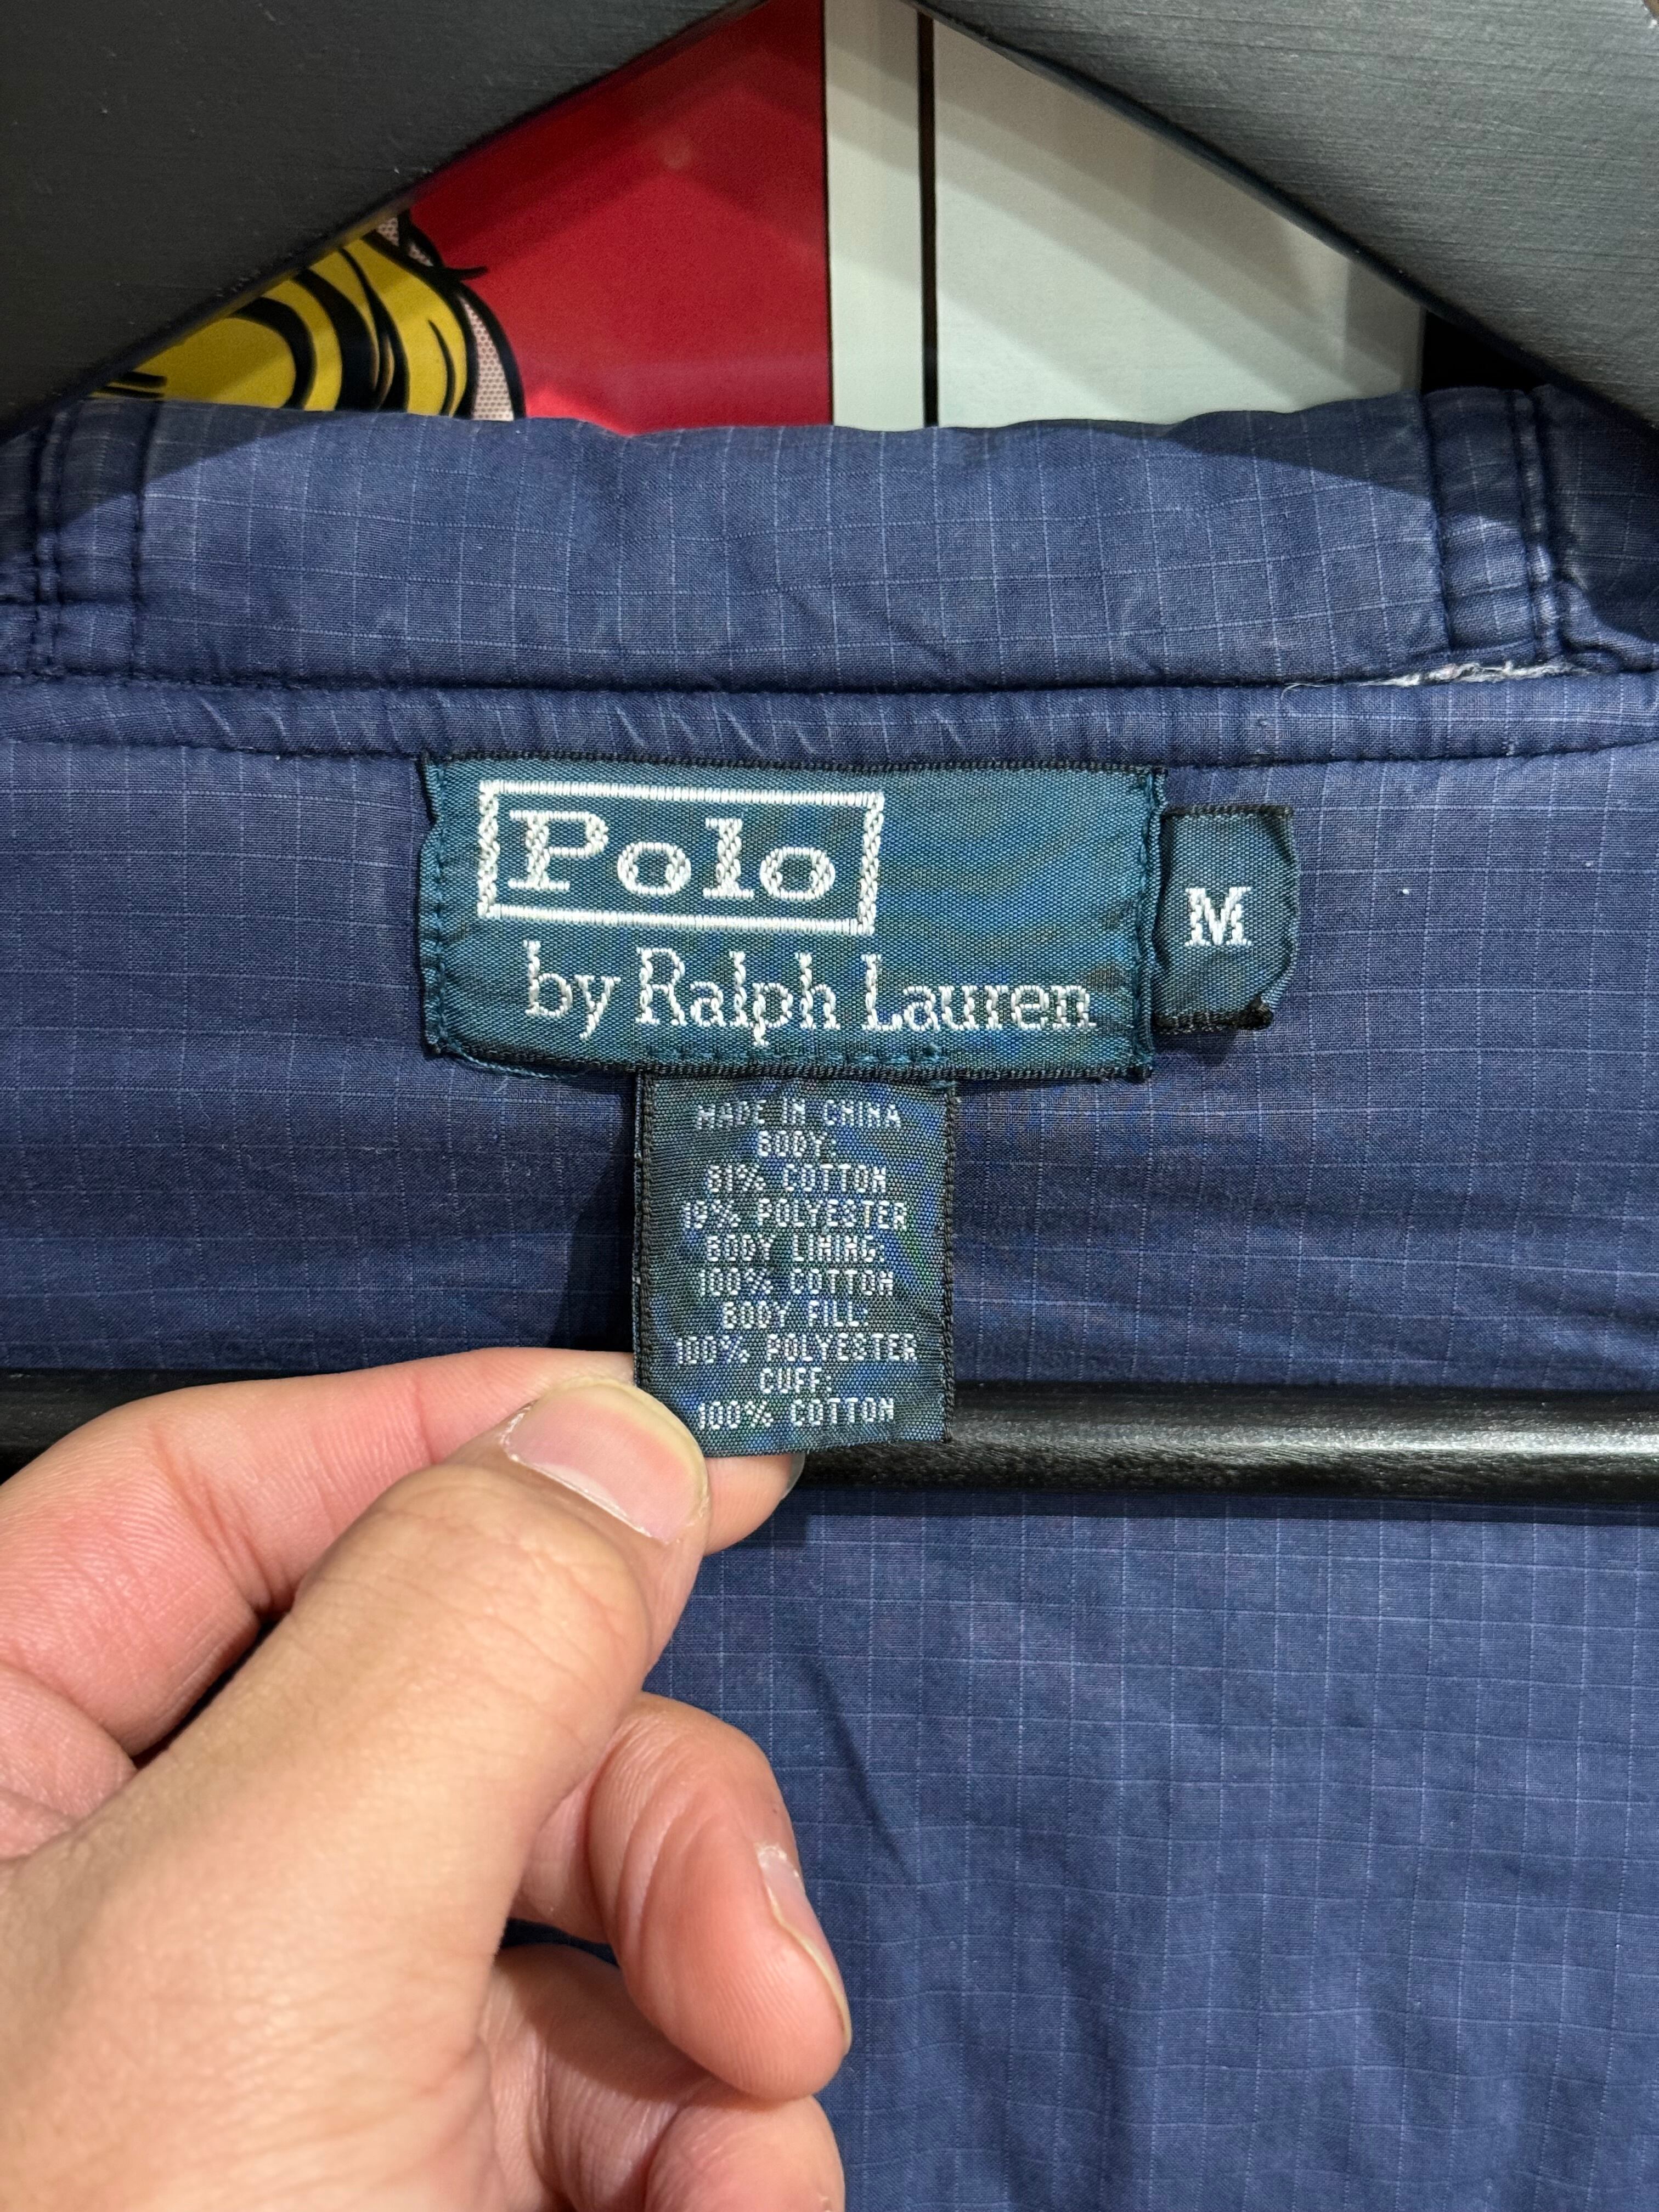 Polo
by Ralph Lauren
M
MADE IN CHINA
BODY:
81% COTTON
19% POLYESTER
BODY LINING:
100% COTTON
BODY FILL:
100% POLYESTER
CUFF:
100% COTTON